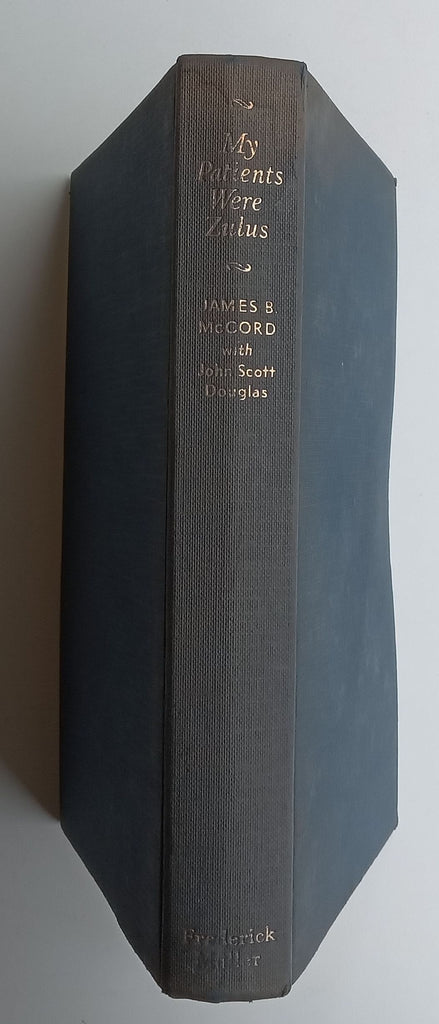 My
Patients
Were
Zulus
JAMES B.
McCORD
with
John Scott
Douglas
Frederick
Muller